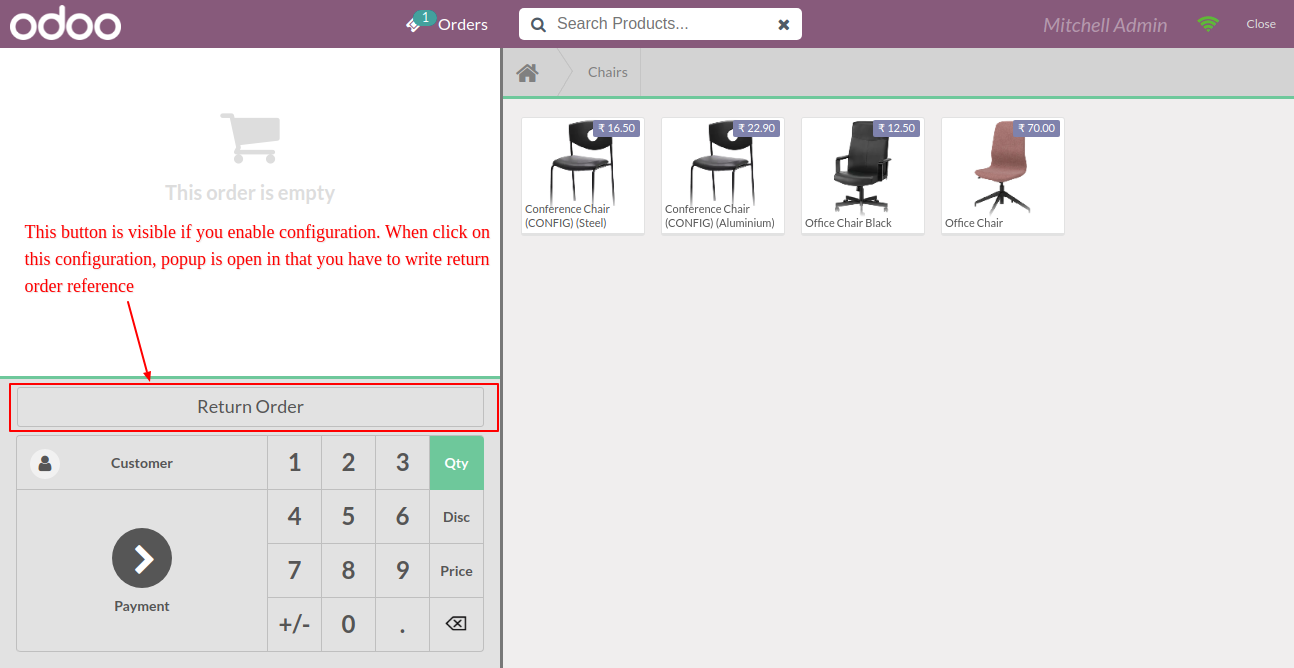 odoo
1
Orders
Search Products...
Mitchell Admin
Close
Chairs
₹ 16.50
Conference Chair
(CONFIG) (Steel)
₹ 22.90
Conference Chair
(CONFIG) (Aluminium)
₹ 12.50
Office Chair Black
₹ 70.00
Office Chair
This order is empty
This button is visible if you enable configuration. When click on
this configuration, popup is open in that you have to write return
order reference
Return Order
Customer
1 2 3 Qty
4 5 6 Disc
7 8 9 Price
Payment
+/- 0 .